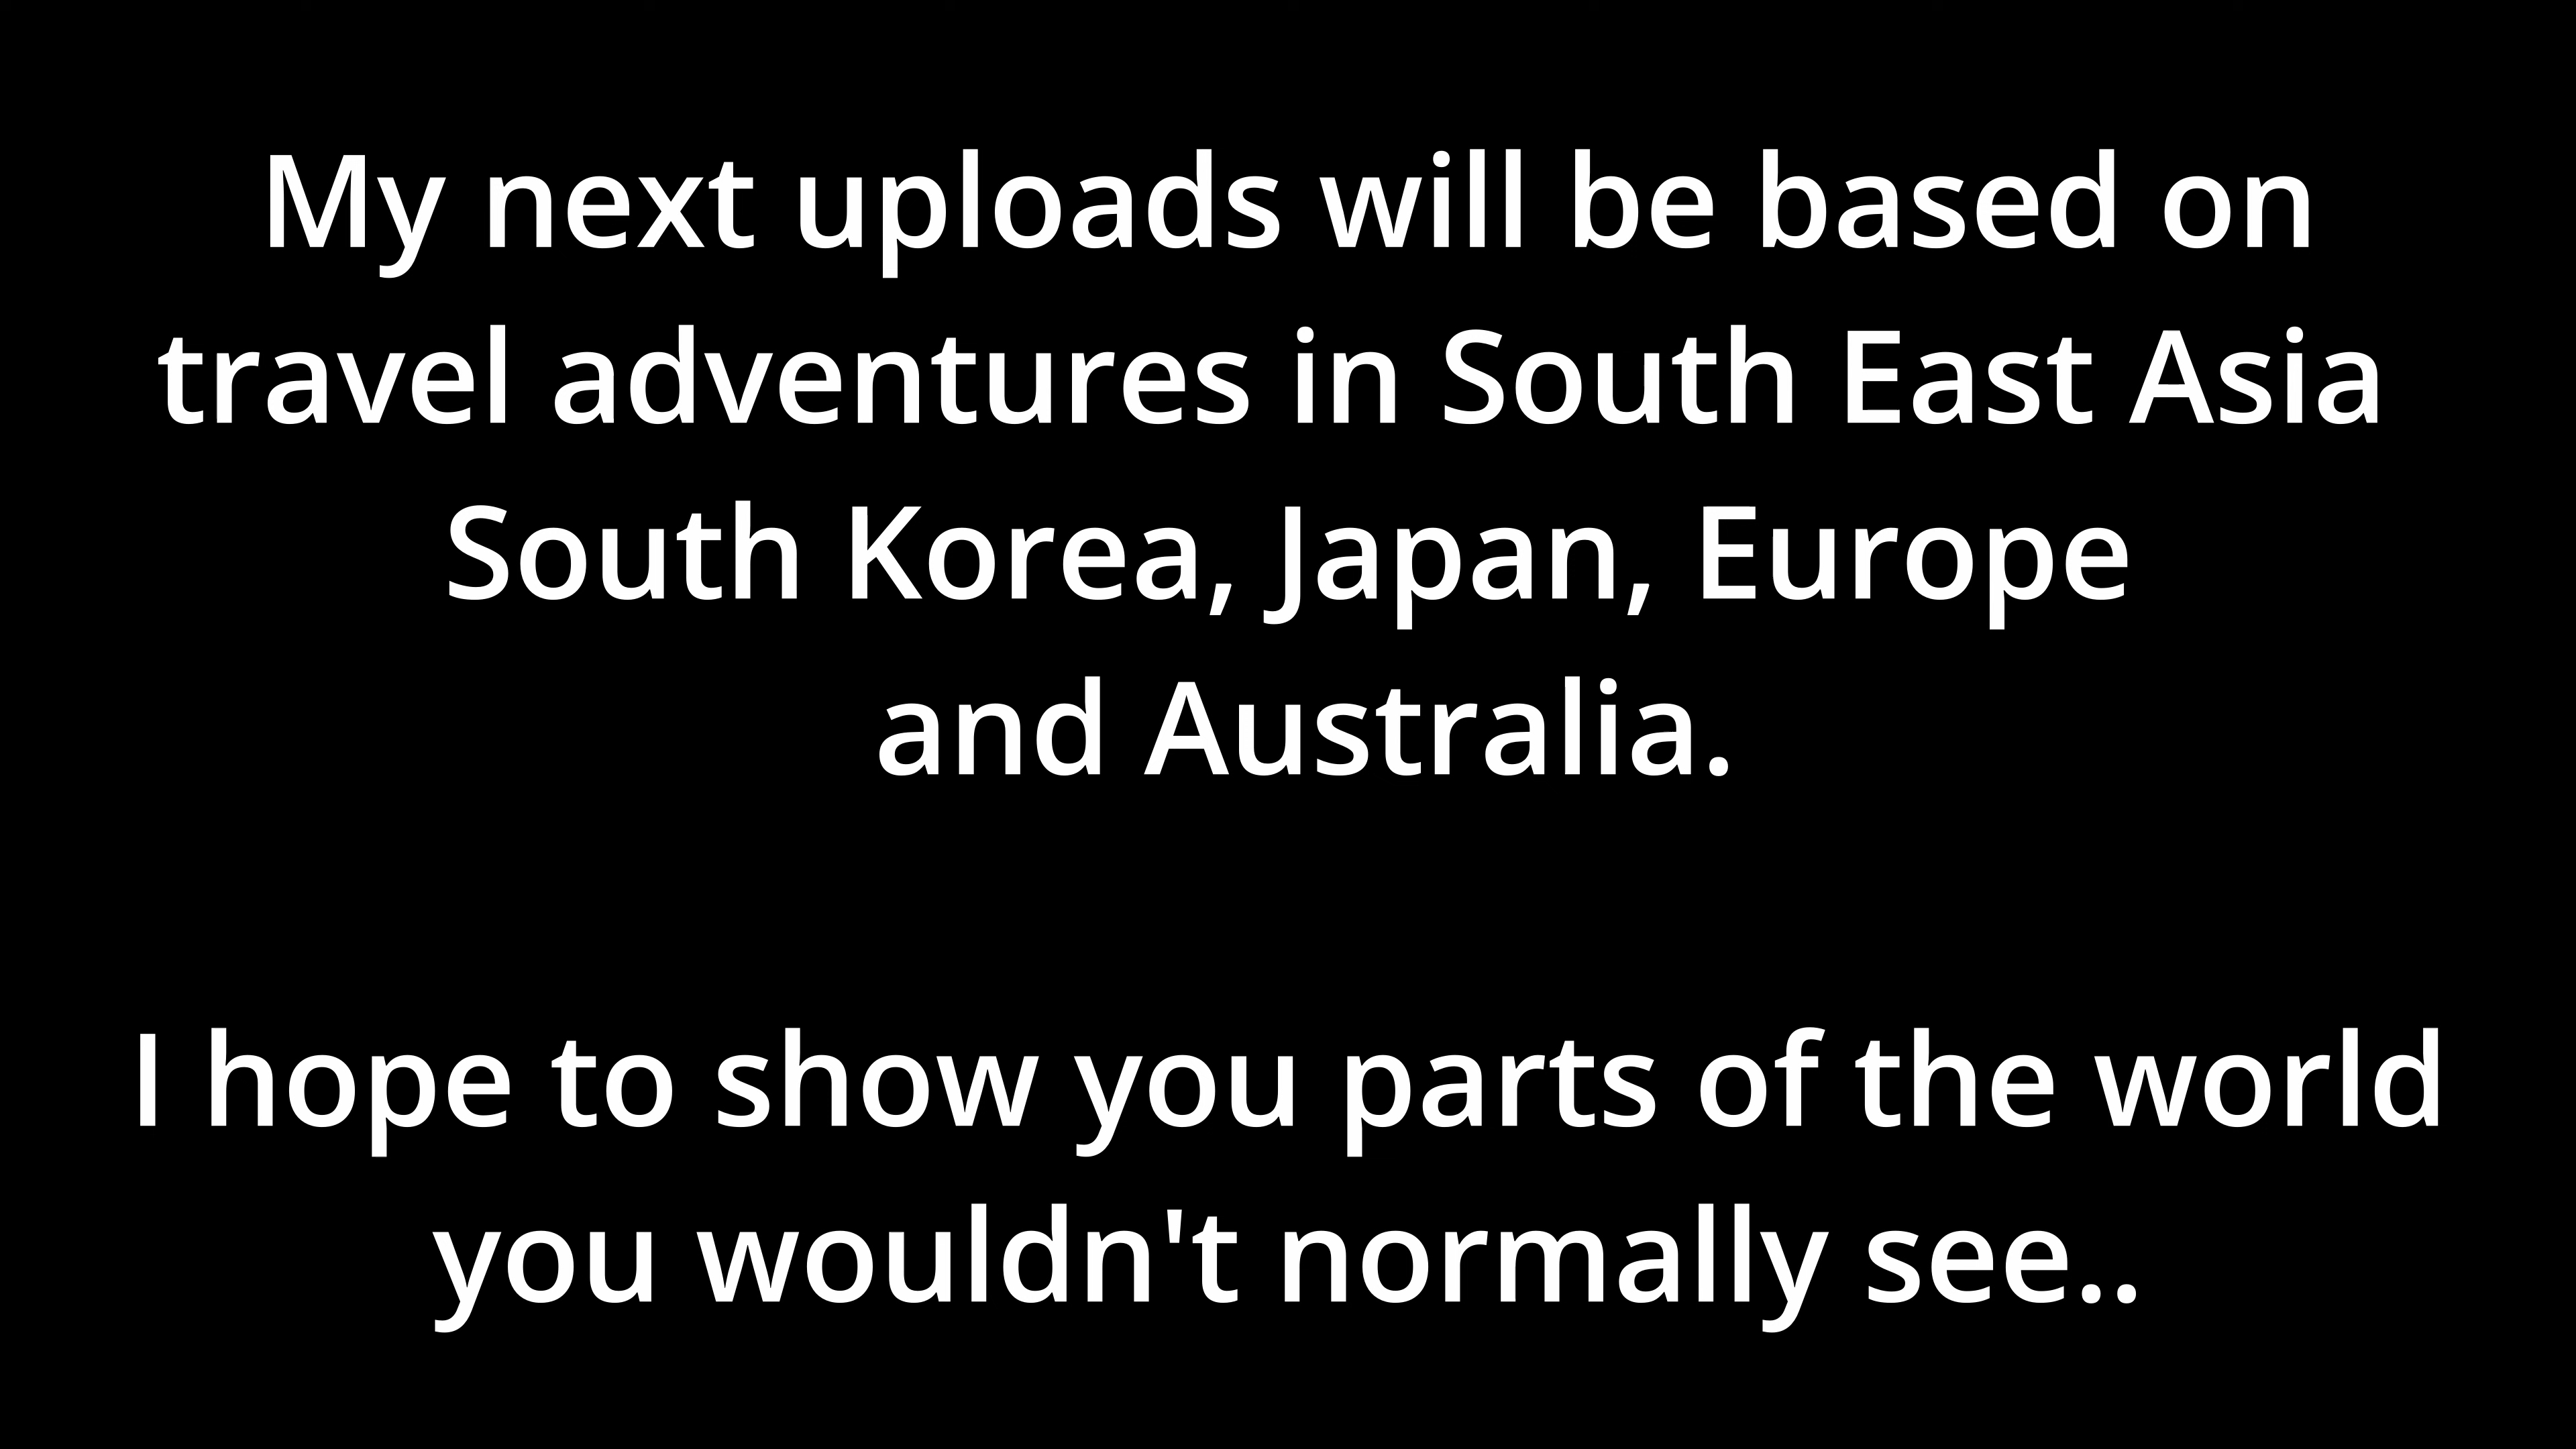 My next uploads will be based on
travel adventures in South East Asia
South Korea, Japan, Europe
and Australia.
I hope to show you parts of the world
you wouldn't normally see..